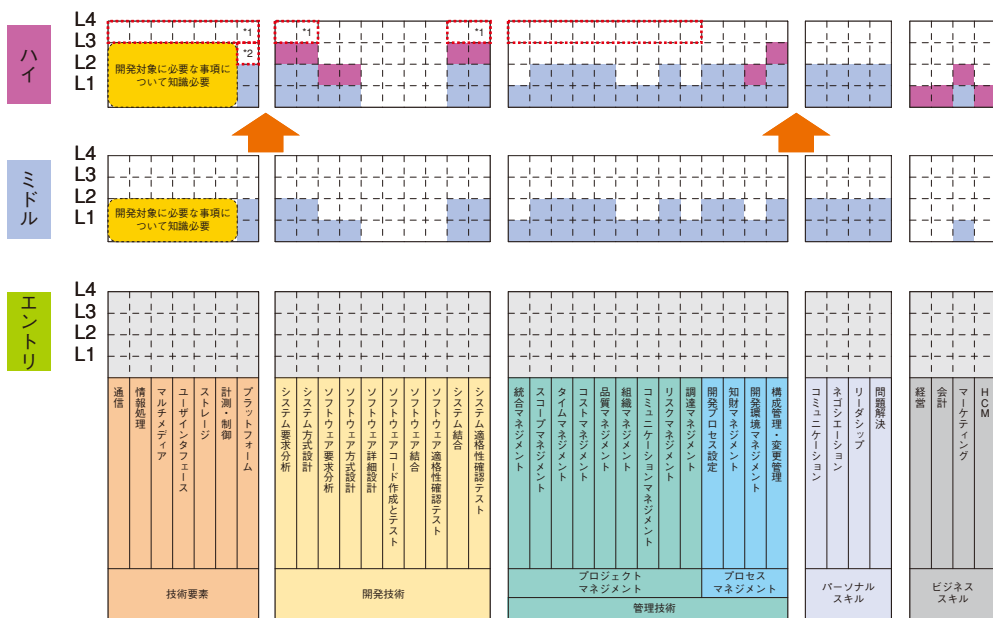 L4
L3
L2
L1
ハイ
*1
*2
*1
*1
開発対象に必要な事項に
ついて知識必要
L4
L3
L2
L1
ミドル
開発対象に必要な事項に
ついて知識必要
L4
L3
L2
L1
エントリ
通信
情報処理
マルチメディア
ユーザインタフェース
ストレージ
計測・制御
プラットフォーム
技術要素
システム要求分析
システム方式設計
ソフトウェア要求分析
ソフトウェア方式設計
ソフトウェア詳細設計
ソフトウェアコード作成とテスト
ソフトウェア結合
ソフトウェア適格性確認テスト
システム結合
システム適格性確認テスト
開発技術
統合マネジメント
スコープマネジメント
タイムマネジメント
コストマネジメント
品質マネジメント
組織マネジメント
コミュニケーションマネジメント
リスクマネジメント
調達マネジメント
開発プロセス設定
知財マネジメント
開発環境マネジメント
構成管理・変更管理
プロジェクト
マネジメント
プロセス
マネジメント
管理技術
コミュニケーション
ネゴシエーション
リーダシップ
問題解決
パーソナル
スキル
経営
会計
マーケティング
HCM
ビジネス
スキル